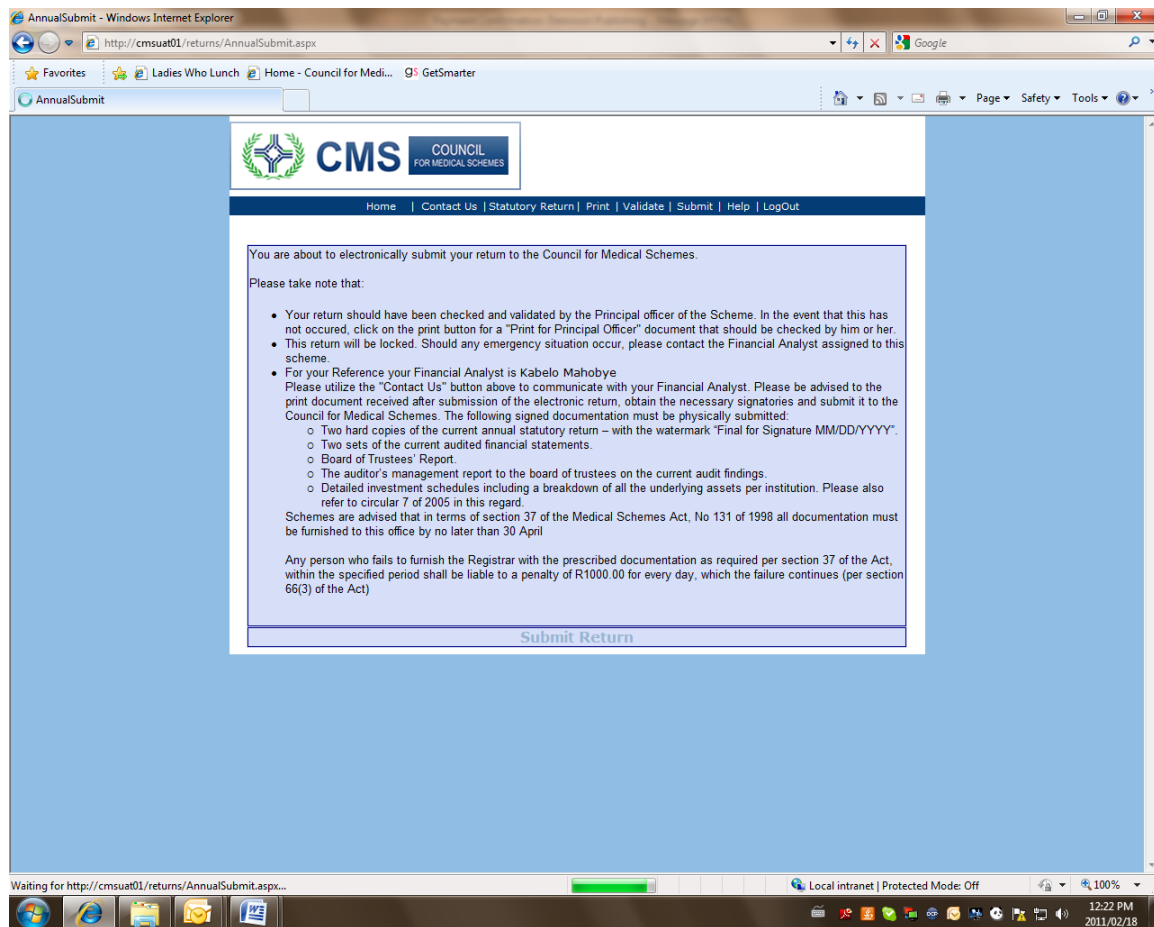 AnnualSubmit - Windows Internet Explorer
http://cmsuat01/returns/AnnualSubmit.aspx
Google
Favorites
Ladies Who Lunch
Home - Council for Medi...
gs GetSmarter
AnnualSubmit
Page
Safety
Tools
CMS
COUNCIL
FOR MEDICAL SCHEMES
Home | Contact Us | Statutory Return | Print | Validate | Submit | Help | LogOut
You are about to electronically submit your return to the Council for Medical Schemes.
Please take note that:
• Your return should have been checked and validated by the Principal officer of the Scheme. In the event that this has
not occured, click on the print button for a "Print for Principal Officer" document that should be checked by him or her.
• This return will be locked. Should any emergency situation occur, please contact the Financial Analyst assigned to this
scheme.
• For your Reference your Financial Analyst is Kabelo Mahobye
Please utilize the "Contact Us" button above to communicate with your Financial Analyst. Please be advised to the
print document received after submission of the electronic return, obtain the necessary signatories and submit it to the
Council for Medical Schemes. The following signed documentation must be physically submitted:
o Two hard copies of the current annual statutory return – with the watermark “Final for Signature MM/DD/YYYY”.
o Two sets of the current audited financial statements.
o Board of Trustees’ Report.
o The auditor’s management report to the board of trustees on the current audit findings.
o Detailed investment schedules including a breakdown of all the underlying assets per institution. Please also
refer to circular 7 of 2005 in this regard.
Schemes are advised that in terms of section 37 of the Medical Schemes Act, No 131 of 1998 all documentation must
be furnished to this office by no later than 30 April
Any person who fails to furnish the Registrar with the prescribed documentation as required per section 37 of the Act,
within the specified period shall be liable to a penalty of R1000.00 for every day, which the failure continues (per section
66(3) of the Act)
Submit Return
Waiting for http://cmsuat01/returns/AnnualSubmit.aspx...
Local intranet | Protected Mode: Off
100%
12:22 PM
2011/02/18